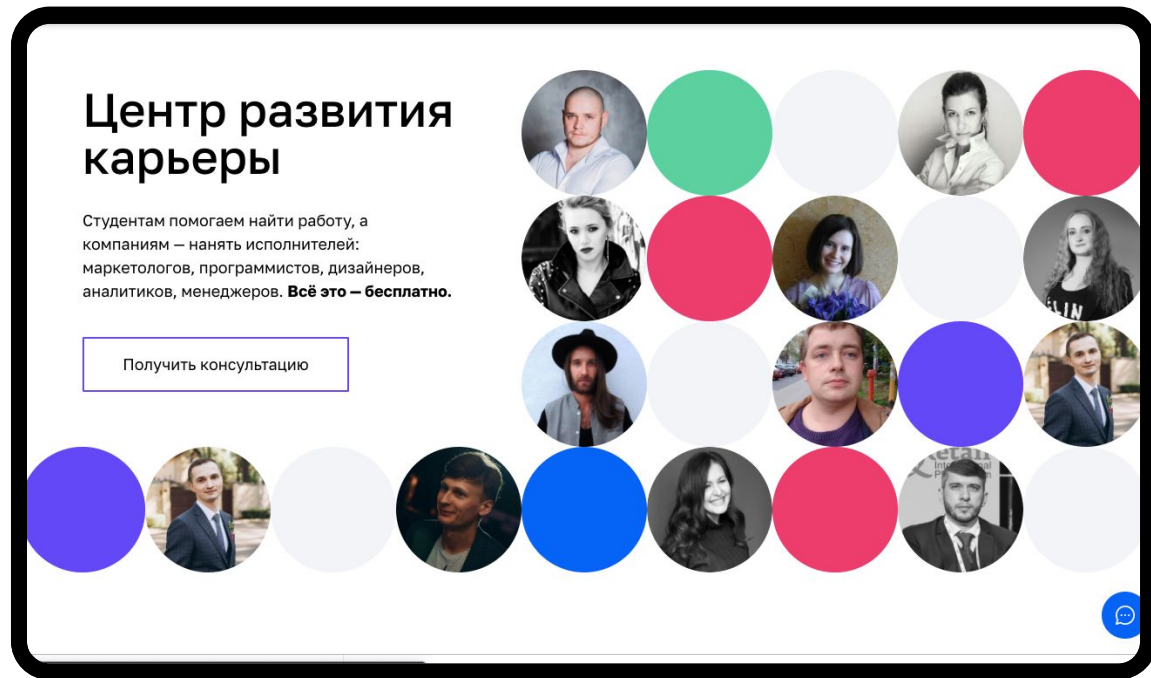 Центр развития
карьеры
Студентам помогаем найти работу, а
компаниям — нанять исполнителей:
маркетологов, программистов, дизайнеров,
аналитиков, менеджеров. Всё это — бесплатно.
Получить консультацию